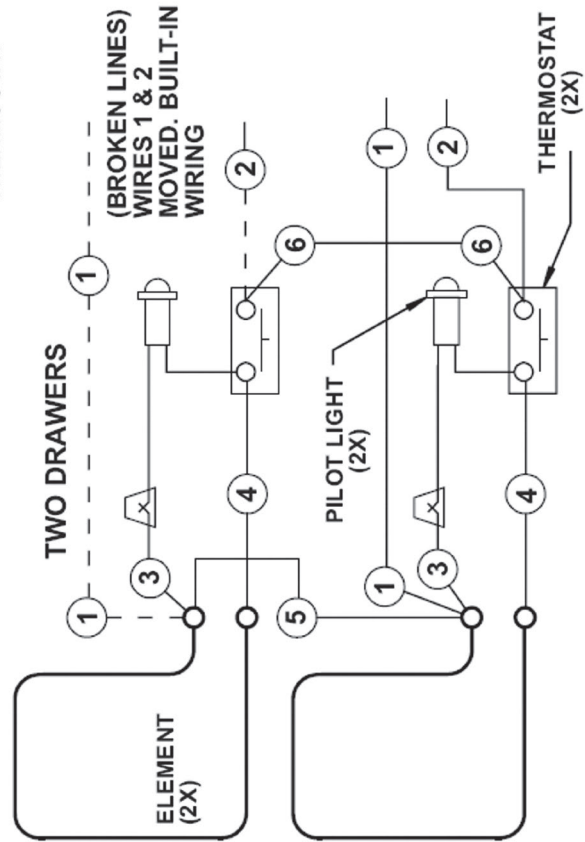 TWO DRAWERS
(BROKEN LINES)
WIRES 1 & 2
MOVED. BUILT-IN
WIRING
1
1
3
2
4
6
ELEMENT
(2X)
5
PILOT LIGHT
(2X)
1
1
3
2
6
4
THERMOSTAT
(2X)